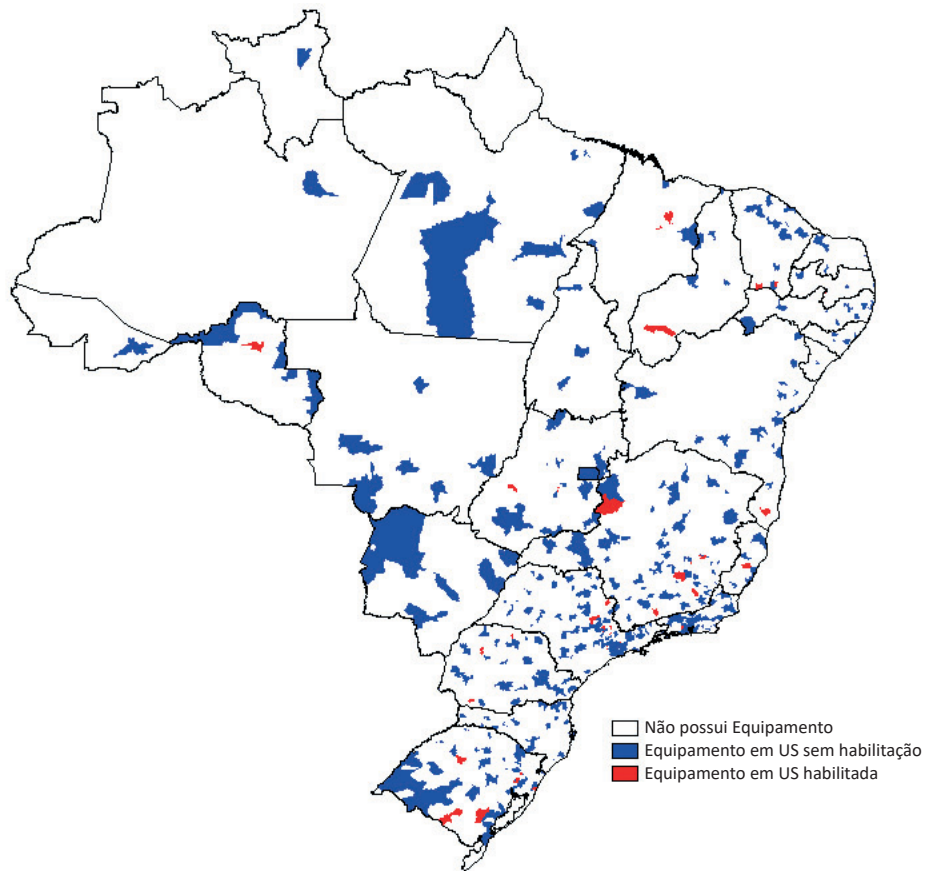 Não possui Equipamento
Equipamento em US sem habilitação
Equipamento em US habilitada